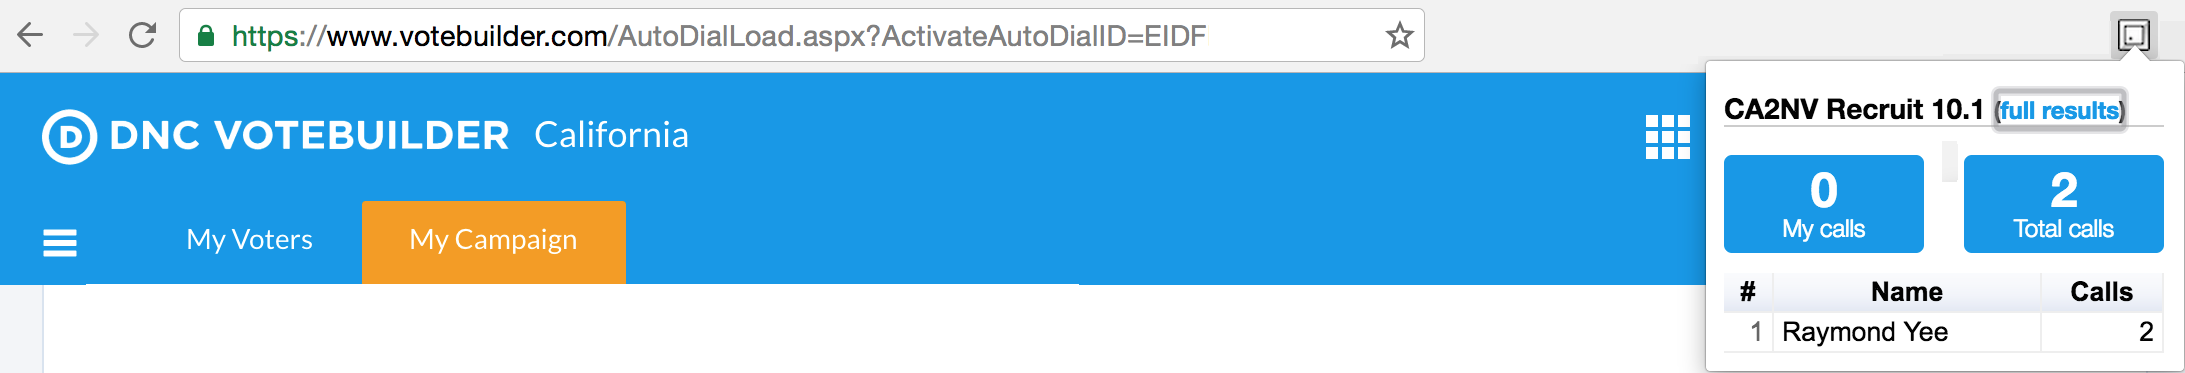 https://www.votebuilder.com/AutoDialLoad.aspx?ActivateAutoDialID=EIDF
DNC VOTEBUILDER California
My Voters My Campaign
CA2NV Recruit 10.1 (full results)
0 2
My calls Total calls
# Name Calls
1 Raymond Yee 2